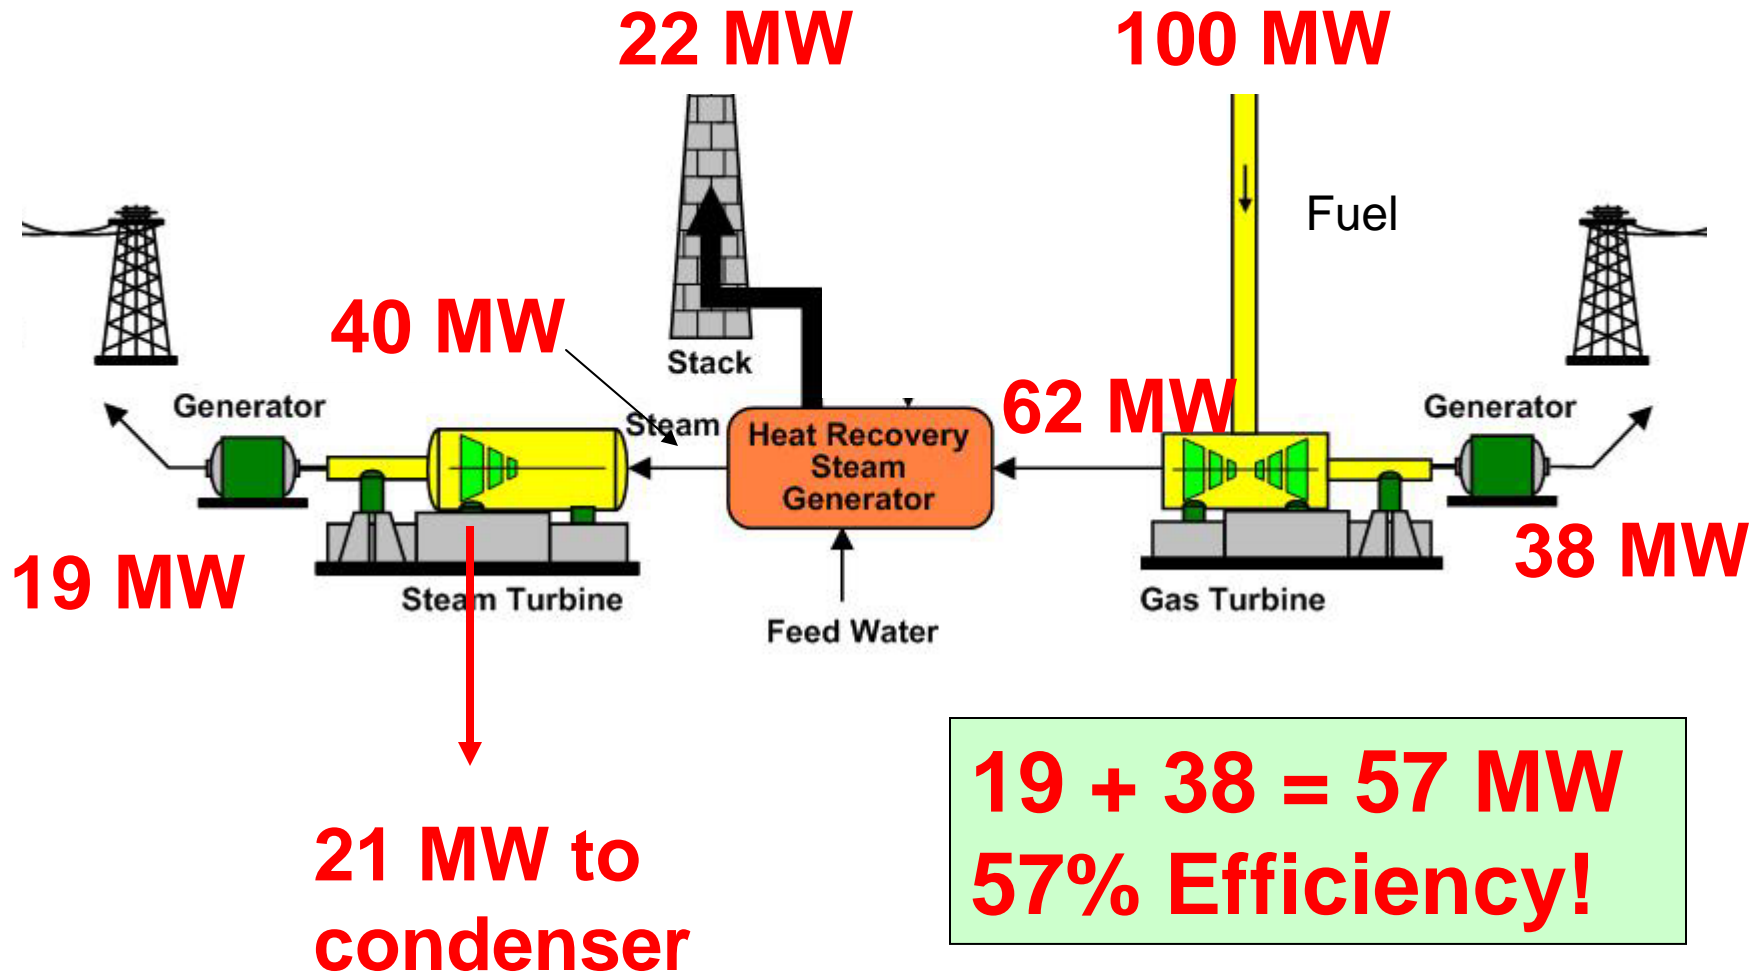 22 MW
100 MW
Fuel
40 MW
Stack
62 MW
Generator
Steam
Generator
Heat Recovery
Steam
Generator
19 MW
38 MW
Steam Turbine
Gas Turbine
Feed Water
19 + 38 = 57 MW
57% Efficiency!
21 MW to
condenser